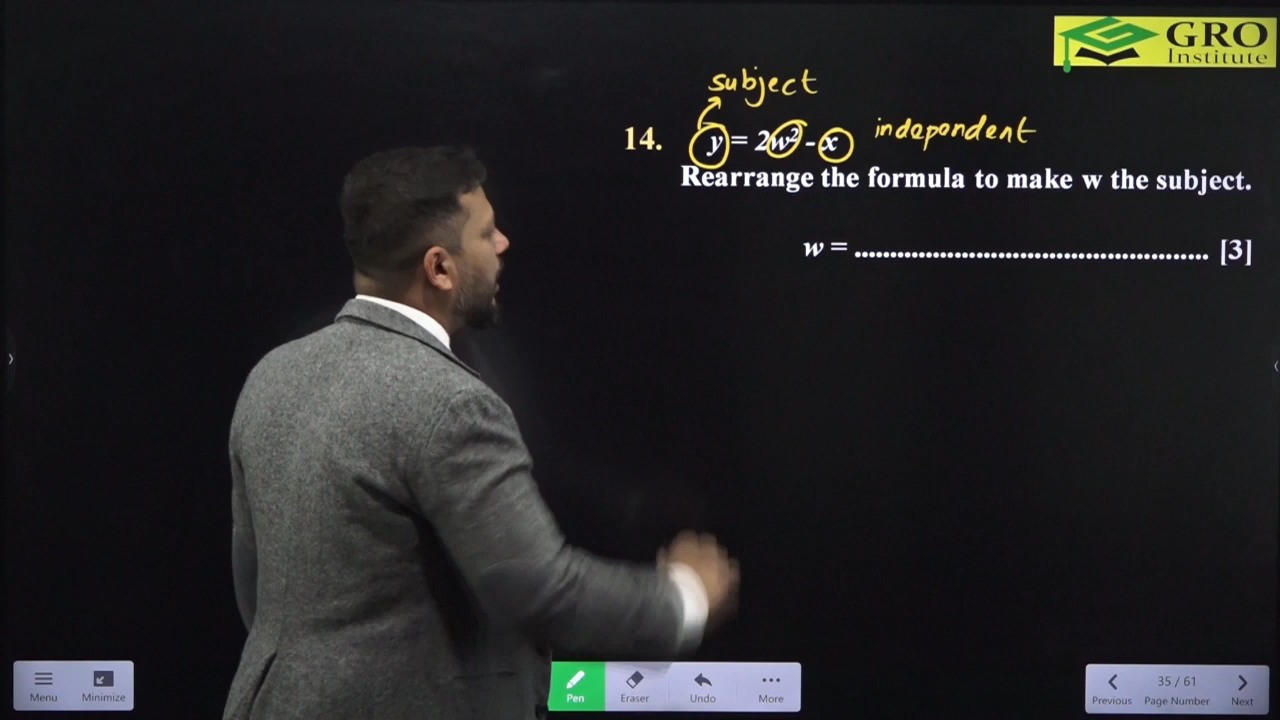 GRO
Institute
subject
14. y = 2w² - x independent
Rearrange the formula to make w the subject.
w = .................................................. [3]
Menu Minimize Pen Eraser Undo More Previous 35 / 61 Page Number Next